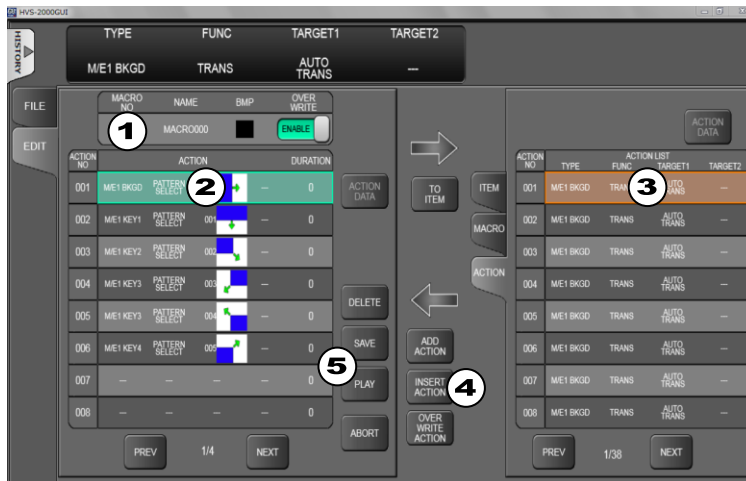 HVS-2000GUI
HISTORY
TYPE FUNC TARGET1 TARGET2
M/E1 BKGD TRANS AUTO TRANS ---
FILE
EDIT
MACRO NO NAME BMP OVER WRITE
1 MACRO000 ENABLE
ACTION NO ACTION DURATION
001 M/E1 BKGD PATTERN SELECT 2 --- 0
002 M/E1 KEY1 PATTERN SELECT 001 --- 0
003 M/E1 KEY2 PATTERN SELECT 002 --- 0
004 M/E1 KEY3 PATTERN SELECT 003 --- 0
005 M/E1 KEY3 PATTERN SELECT 004 --- 0
006 M/E1 KEY4 PATTERN SELECT 005 --- 0
007 --- --- --- --- 0
008 --- --- --- --- 0
PREV 1/4 NEXT
ACTION DATA
DELETE
SAVE
5
PLAY
ABORT
TO ITEM
ADD ACTION
INSERT ACTION 4
OVER WRITE ACTION
ITEM
MACRO
ACTION
ACTION DATA
ACTION NO ACTION LIST
TYPE FUNC TARGET1 TARGET2
001 M/E1 BKGD TRANS 3 AUTO TRANS ---
002 M/E1 BKGD TRANS AUTO TRANS ---
003 M/E1 BKGD TRANS AUTO TRANS ---
004 M/E1 BKGD TRANS AUTO TRANS ---
005 M/E1 BKGD TRANS AUTO TRANS ---
006 M/E1 BKGD TRANS AUTO TRANS ---
007 M/E1 BKGD TRANS AUTO TRANS ---
008 M/E1 BKGD TRANS AUTO TRANS ---
PREV 1/38 NEXT